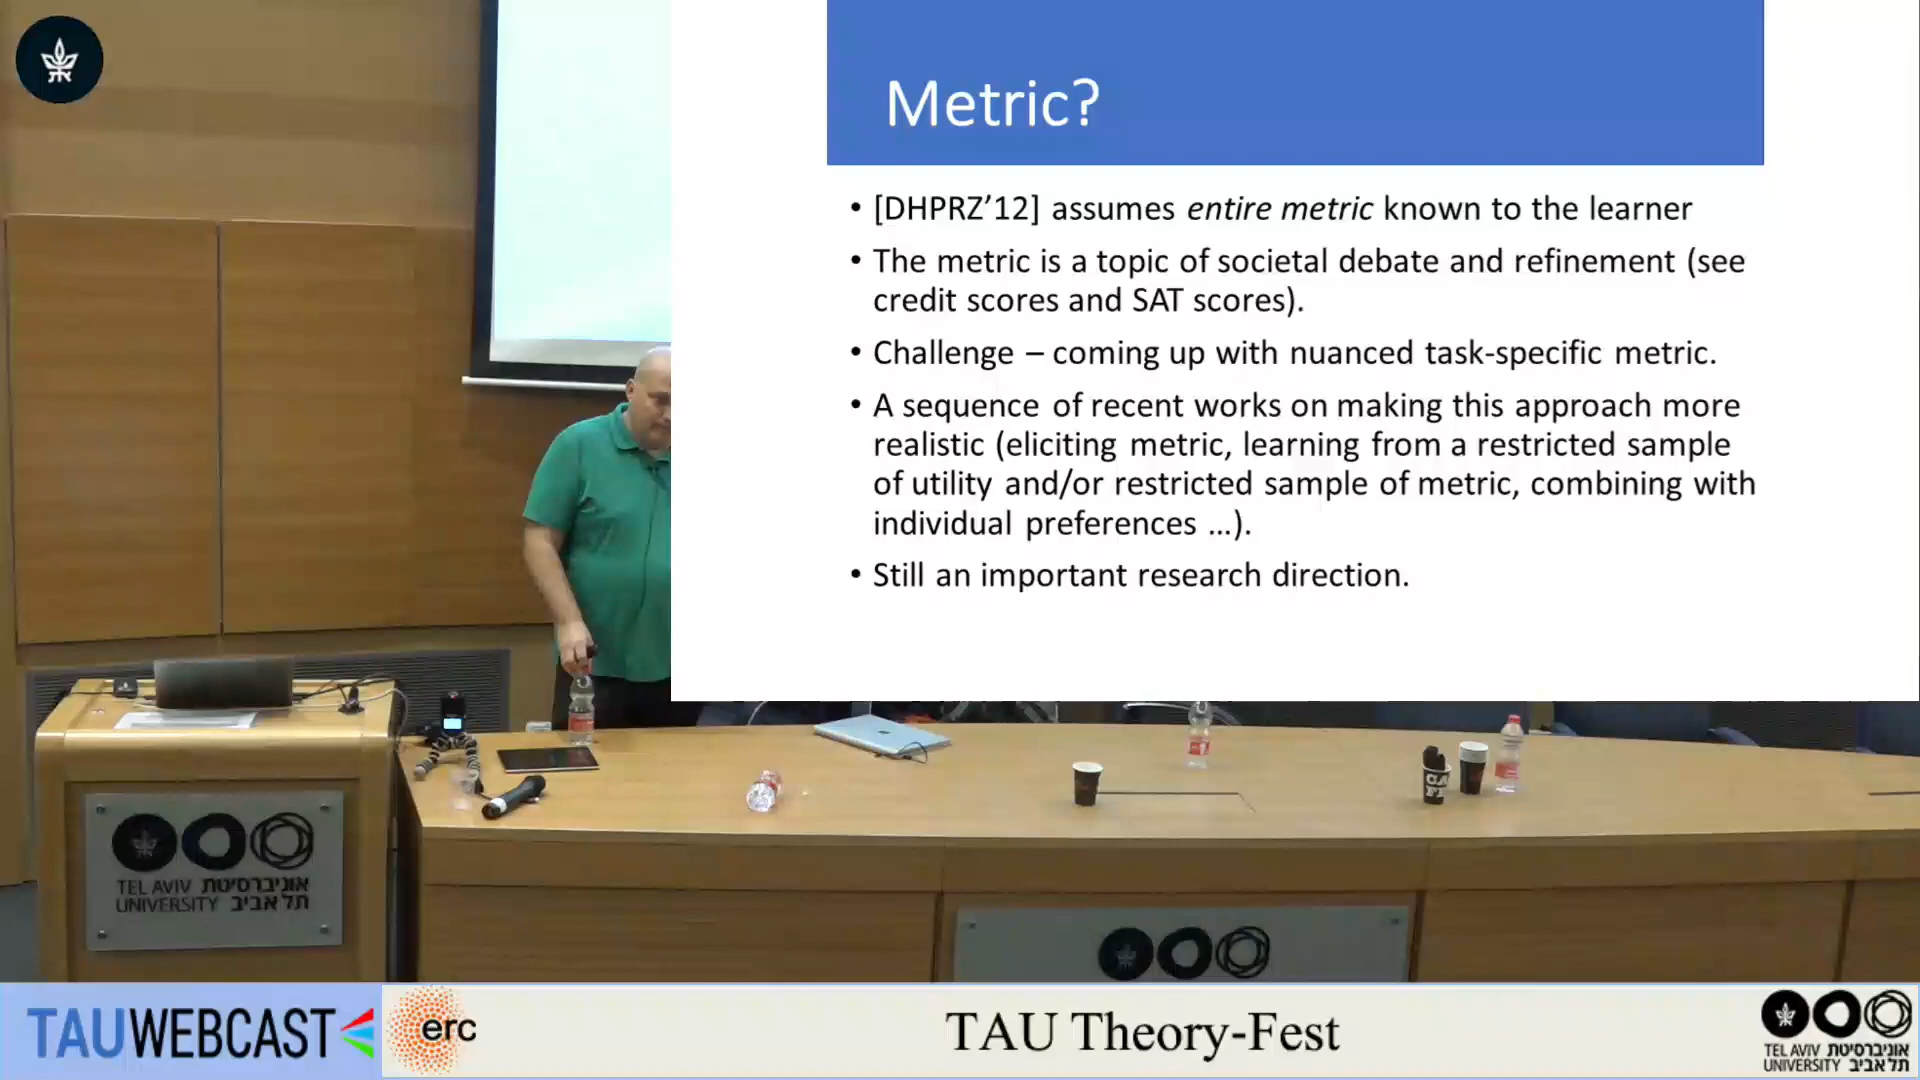 Metric?
• [DHPRZ’12] assumes entire metric known to the learner
• The metric is a topic of societal debate and refinement (see
credit scores and SAT scores).
• Challenge – coming up with nuanced task-specific metric.
• A sequence of recent works on making this approach more
realistic (eliciting metric, learning from a restricted sample
of utility and/or restricted sample of metric, combining with
individual preferences …).
• Still an important research direction.
TEL AVIV אוניברסיטת
UNIVERSITY תל אביב
TAUWEBCAST
erc
TAU Theory-Fest
TEL AVIV אוניברסיטת
UNIVERSITY תל אביב